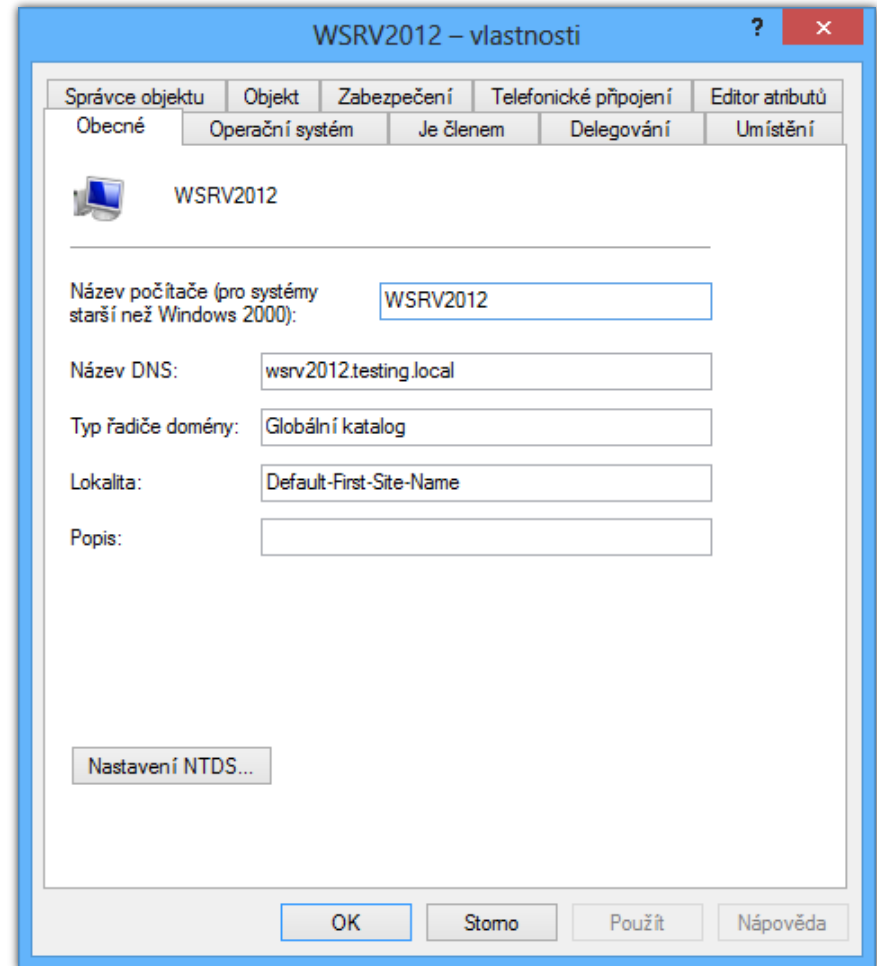 WSRV2012 – vlastnosti
?
Správce objektu Objekt Zabezpečení Telefonické připojení Editor atributů
Obecné Operační systém Je členem Delegování Umístění
WSRV2012
Název počítače (pro systémy
starší než Windows 2000):
WSRV2012
Název DNS: wsrv2012.testing.local
Typ řadiče domény: Globální katalog
Lokalita: Default-First-Site-Name
Popis:
Nastavení NTDS...
OK Storno Použít Nápověda